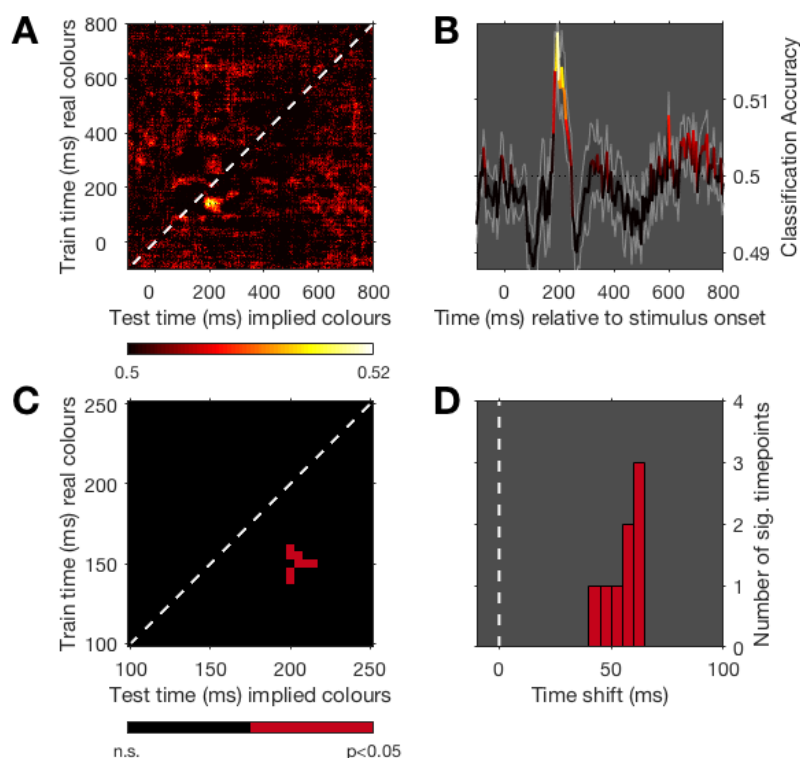 A
Train time (ms) real colours
800
600
400
200
0
0 200 400 600 800
Test time (ms) implied colours
0.5 0.52
B
Classification Accuracy
0.51
0.5
0.49
0 200 400 600 800
Time (ms) relative to stimulus onset
C
Train time (ms) real colours
250
200
150
100
100 150 200 250
Test time (ms) implied colours
n.s. p<0.05
D
Number of sig. timepoints
4
3
2
1
0
0 50 100
Time shift (ms)